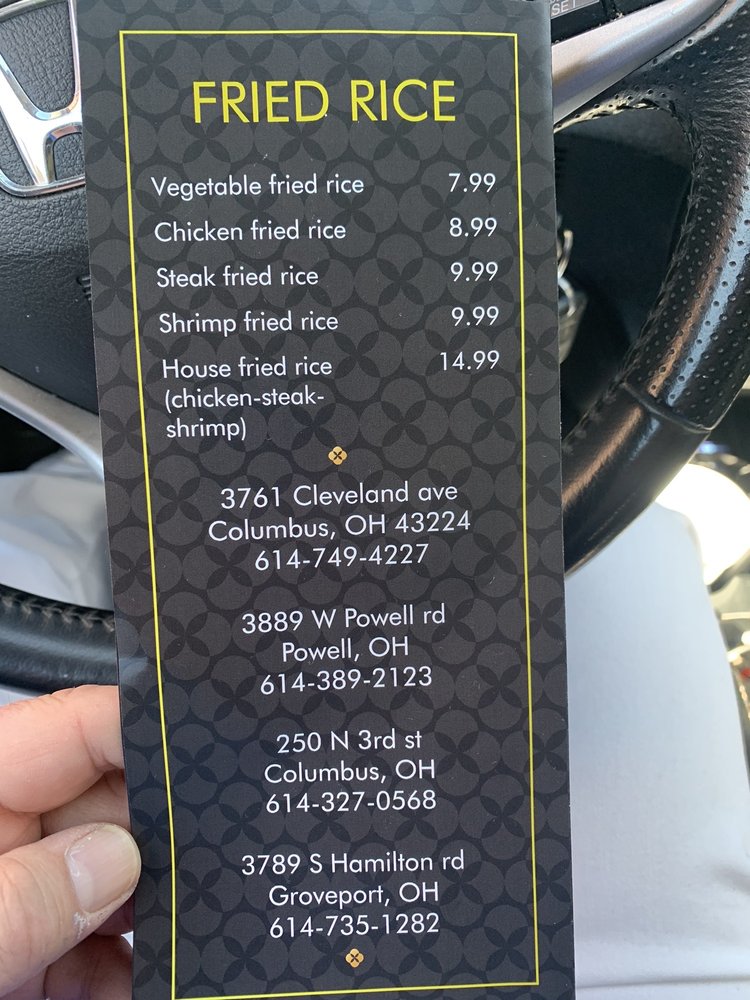 SET
FRIED RICE
Vegetable fried rice 7.99
Chicken fried rice 8.99
Steak fried rice 9.99
Shrimp fried rice 9.99
House fried rice 14.99
(chicken-steak-
shrimp)
3761 Cleveland ave
Columbus, OH 43224
614-749-4227
3889 W Powell rd
Powell, OH
614-389-2123
250 N 3rd st
Columbus, OH
614-327-0568
3789 S Hamilton rd
Groveport, OH
614-735-1282